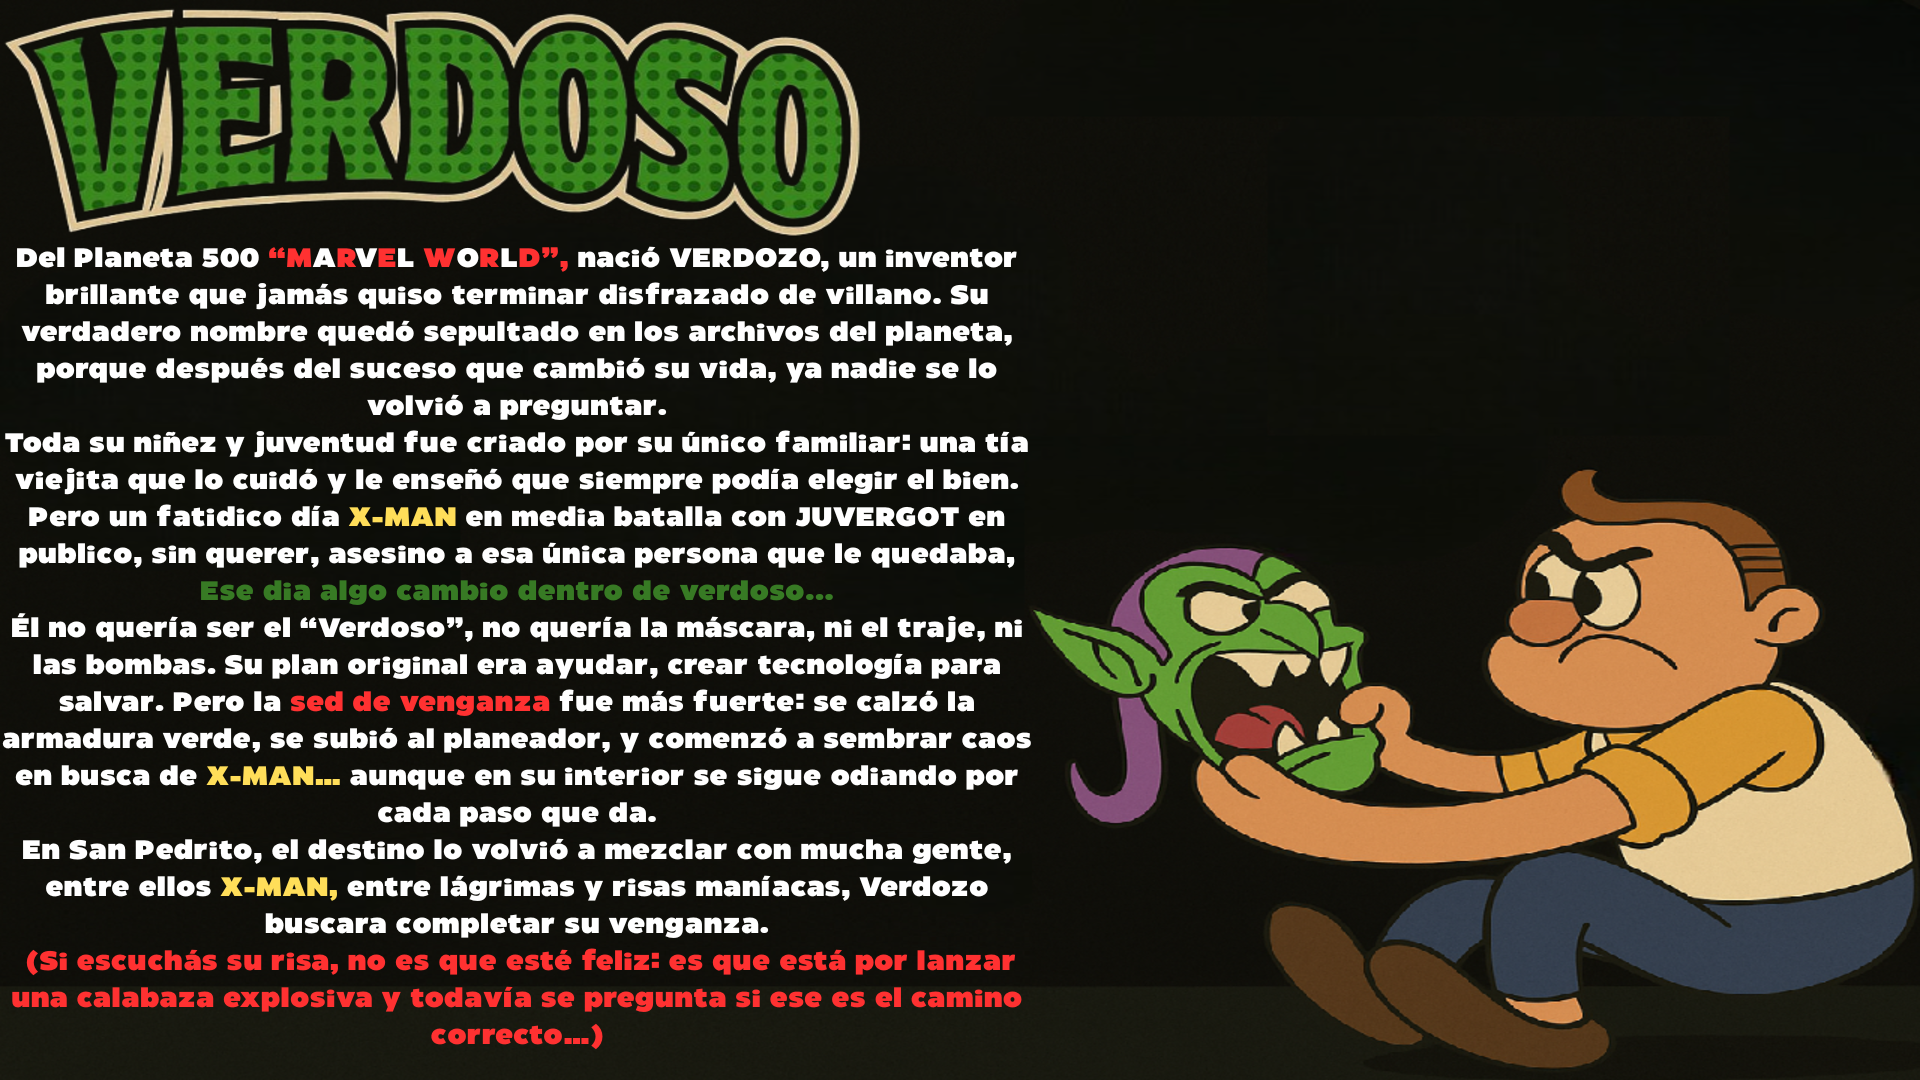 VERDOSO
Del Planeta 500 “MARVEL WORLD”, nació VERDOZO, un inventor
brillante que jamás quiso terminar disfrazado de villano. Su
verdadero nombre quedó sepultado en los archivos del planeta,
porque después del suceso que cambió su vida, ya nadie se lo
volvió a preguntar.
Toda su niñez y juventud fue criado por su único familiar: una tía
viejita que lo cuidó y le enseñó que siempre podía elegir el bien.
Pero un fatidico día X-MAN en media batalla con JUVERGOT en
publico, sin querer, asesino a esa única persona que le quedaba,
Ese dia algo cambio dentro de verdoso...
Él no quería ser el “Verdoso”, no quería la máscara, ni el traje, ni
las bombas. Su plan original era ayudar, crear tecnología para
salvar. Pero la sed de venganza fue más fuerte: se calzó la
armadura verde, se subió al planeador, y comenzó a sembrar caos
en busca de X-MAN... aunque en su interior se sigue odiando por
cada paso que da.
En San Pedrito, el destino lo volvió a mezclar con mucha gente,
entre ellos X-MAN, entre lágrimas y risas maníacas, Verdozo
buscara completar su venganza.
(Si escuchás su risa, no es que esté feliz: es que está por lanzar
una calabaza explosiva y todavía se pregunta si ese es el camino
correcto...)